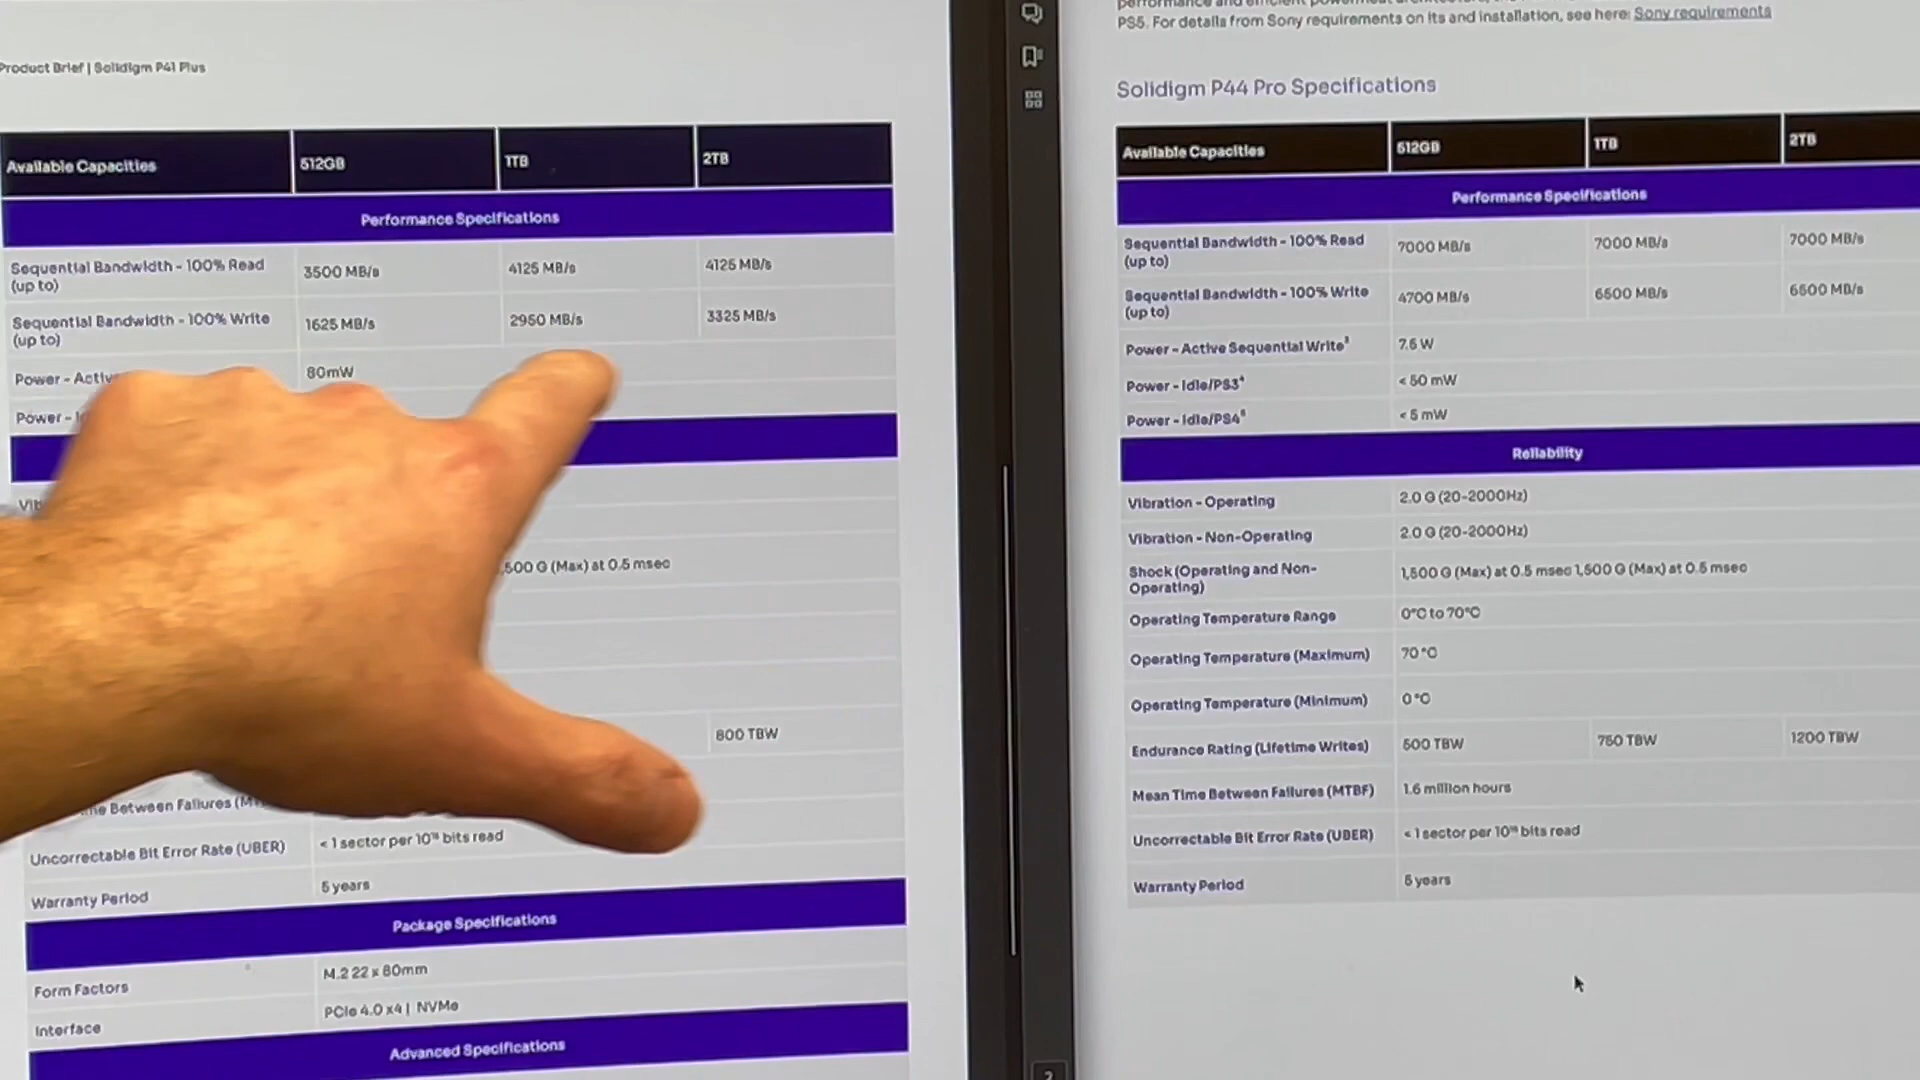 Product Brief | Solidigm P41 Plus
Available Capacities 512GB 1TB 2TB
Performance Specifications
Sequential Bandwidth - 100% Read 3500 MB/s 4125 MB/s 4125 MB/s
(up to)
Sequential Bandwidth - 100% Write 1625 MB/s 2950 MB/s 3325 MB/s
(up to)
Power - 80mW
Power -
500 G (Max) at 0.5 msec
800 TBW
Between Failures
Uncorrectable Bit Error Rate (UBER) < 1 sector per bits read
Warranty Period 5 years
Package Specifications
Form Factors M.2 22 x 80mm
Interface PCIe 4.0 x4 | NVMe
Advanced Specifications
PS5. For details from Sony requirements on its and installation, see here: Sony requirements
Solidigm P44 Pro Specifications
Available Capacities 512GB 1TB 2TB
Performance Specifications
Sequential Bandwidth - 100% Read 7000 MB/s 7000 MB/s 7000 MB/s
(up to)
Sequential Bandwidth - 100% Write 4700 MB/s 6500 MB/s 6500 MB/s
(up to)
Power - Active Sequential Write³ 7.5 W
Power - Idle/PS3⁴ < 50 mW
Power - Idle/PS4⁵ < 5 mW
Reliability
Vibration - Operating 2.0 G (20-2000Hz)
Vibration - Non-Operating 2.0 G (20-2000Hz)
Shock (Operating and Non- 1,500 G (Max) at 0.5 msec 1,500 G (Max) at 0.5 msec
Operating)
Operating Temperature Range 0°C to 70°C
Operating Temperature (Maximum) 70 °C
Operating Temperature (Minimum) 0 °C
Endurance Rating (Lifetime Writes) 500 TBW 750 TBW 1200 TBW
Mean Time Between Failures (MTBF) 1.6 million hours
Uncorrectable Bit Error Rate (UBER) < 1 sector per bits read
Warranty Period 5 years
2